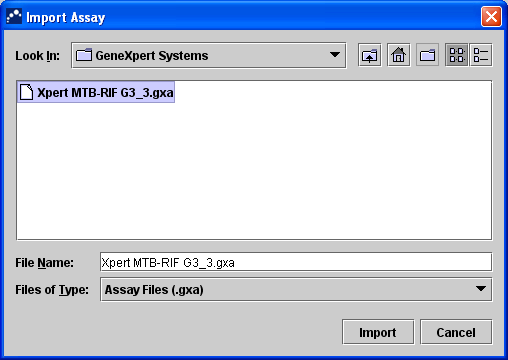 Import Assay
Look In: GeneXpert Systems
Xpert MTB-RIF G3_3.gxa
File Name: Xpert MTB-RIF G3_3.gxa
Files of Type: Assay Files (.gxa)
Import Cancel